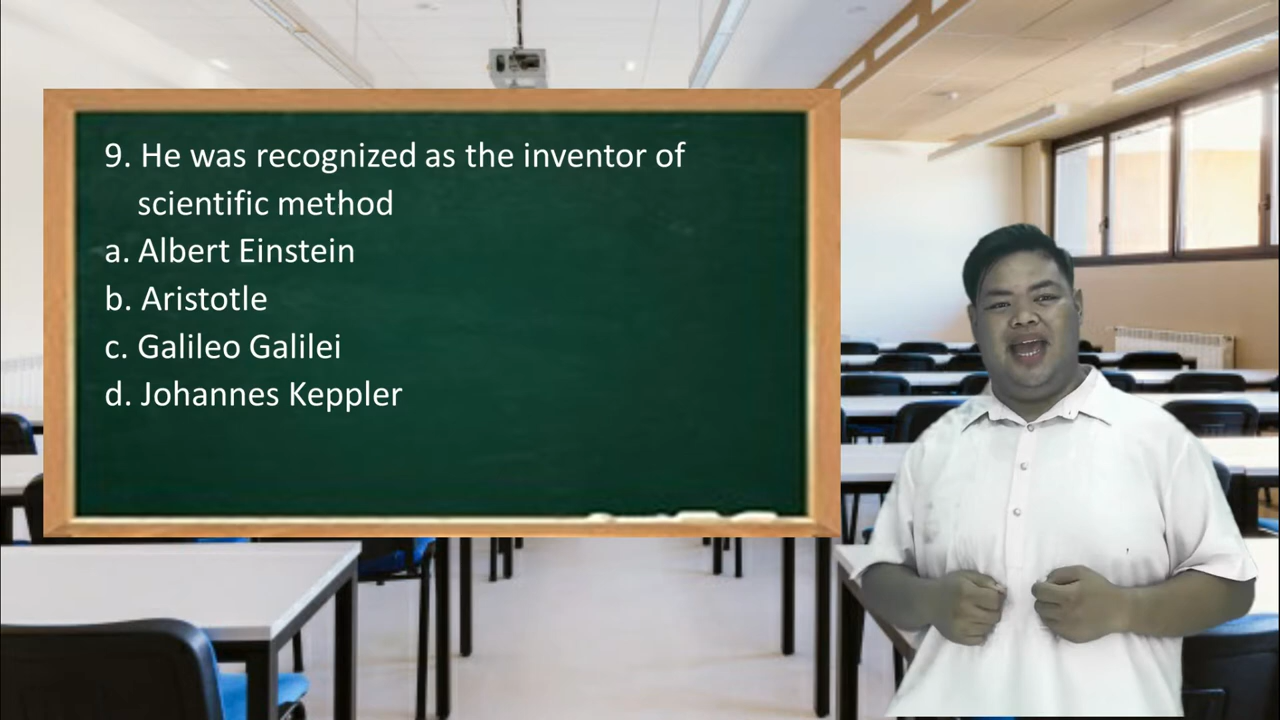 9. He was recognized as the inventor of
scientific method
a. Albert Einstein
b. Aristotle
c. Galileo Galilei
d. Johannes Keppler